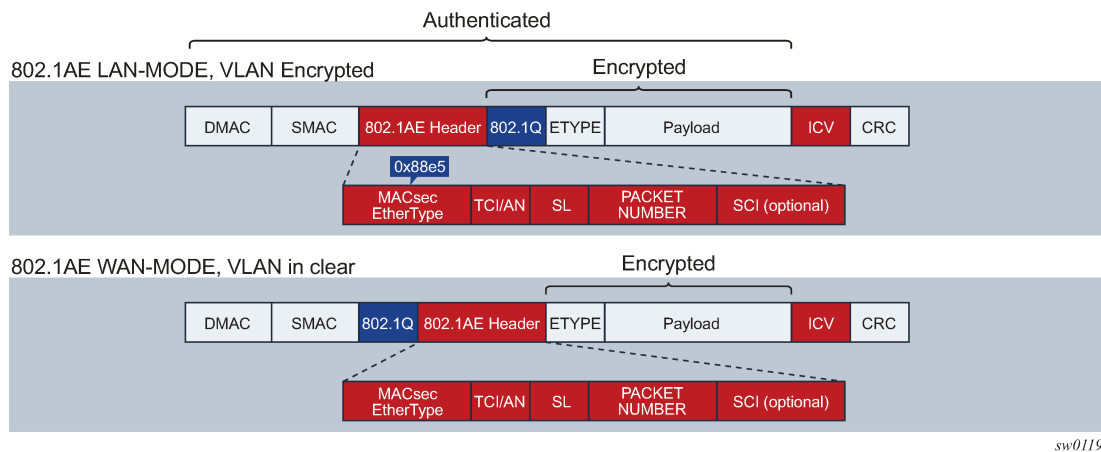 Authenticated
802.1AE LAN-MODE, VLAN Encrypted
Encrypted
DMAC SMAC 802.1AE Header 802.1Q ETYPE Payload ICV CRC
0x88e5
MACsec EtherType TCI/AN SL PACKET NUMBER SCI (optional)
802.1AE WAN-MODE, VLAN in clear
Encrypted
DMAC SMAC 802.1Q 802.1AE Header ETYPE Payload ICV CRC
MACsec EtherType TCI/AN SL PACKET NUMBER SCI (optional)
sw0119